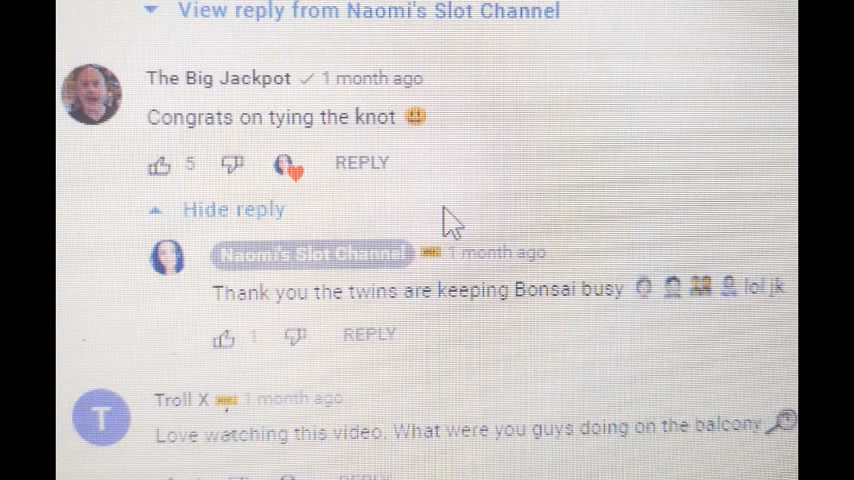 View reply from Naomi's Slot Channel
The Big Jackpot 1 month ago
Congrats on tying the knot 😃
5 REPLY
Hide reply
Naomi's Slot Channel 1 month ago
Thank you the twins are keeping Bonsai busy lol jk
1 REPLY
T
Troll X 1 month ago
Love watching this video. What were you guys doing on the balcony
REPLY